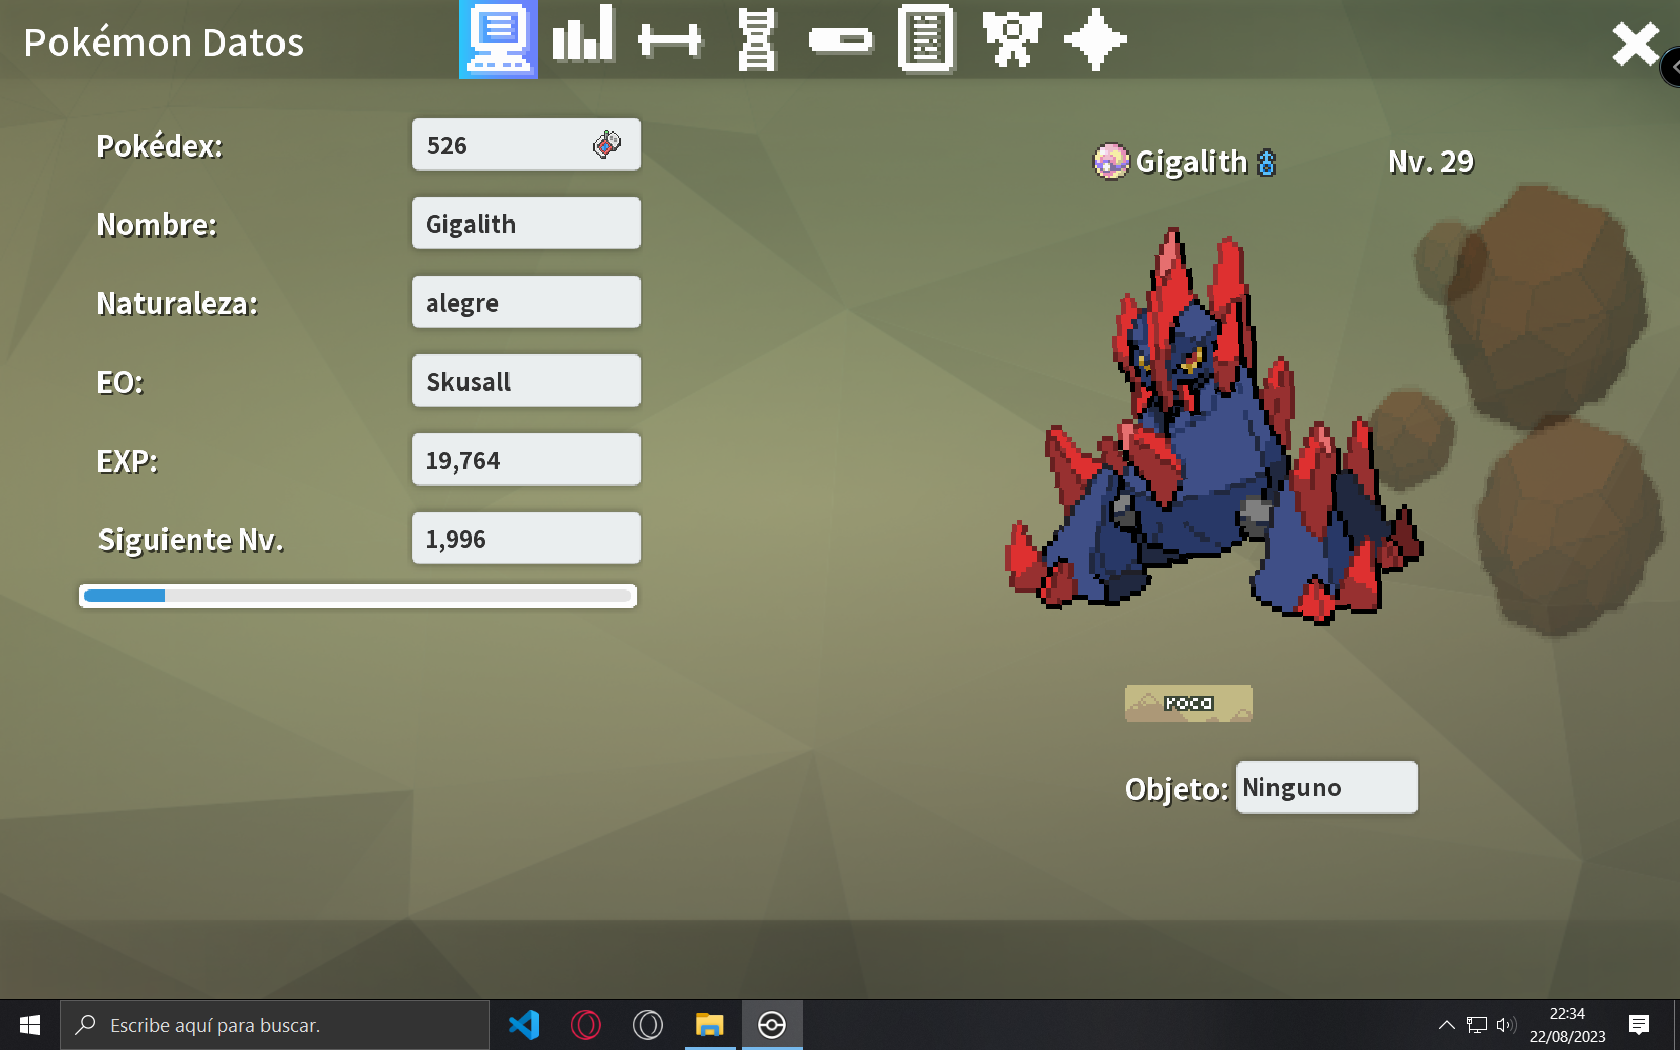 Pokémon Datos
Pokédex: 526
Nombre: Gigalith
Naturaleza: alegre
EO: Skusall
EXP: 19,764
Siguiente Nv. 1,996
Gigalith Nv. 29
roca
Objeto: Ninguno
Escribe aquí para buscar.
22:34
22/08/2023